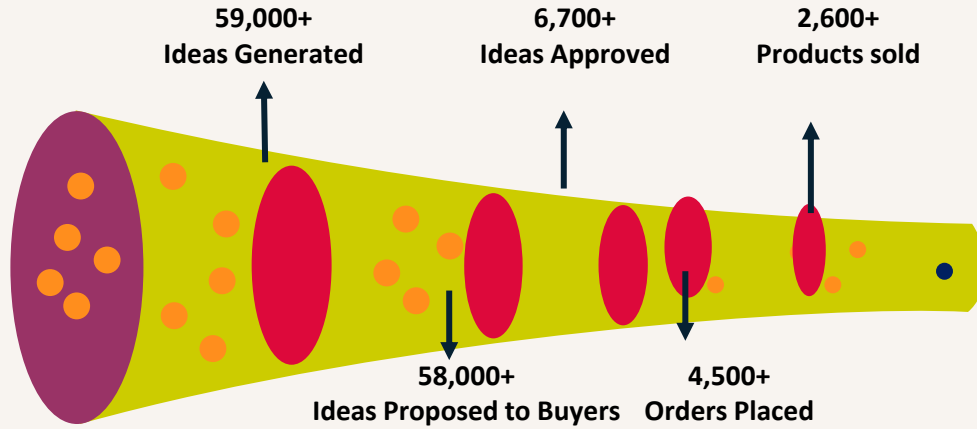 59,000+
Ideas Generated
6,700+
Ideas Approved
2,600+
Products sold
58,000+
Ideas Proposed to Buyers
4,500+
Orders Placed